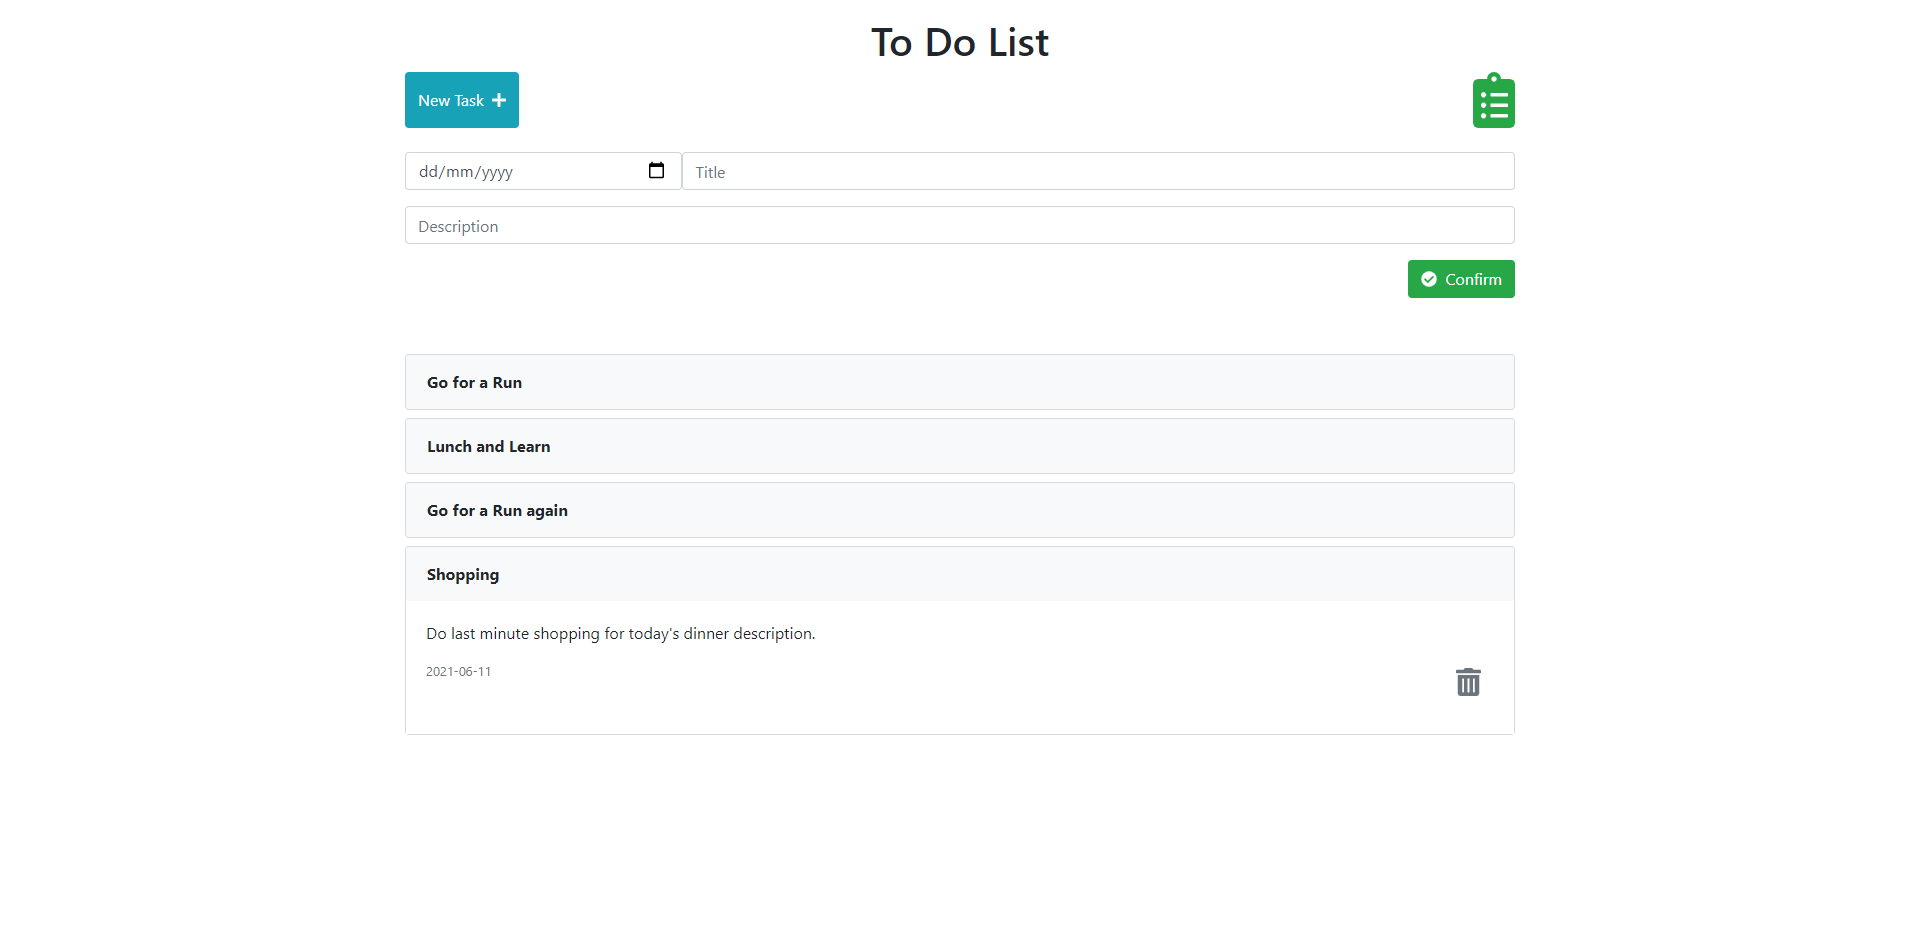 To Do List
New Task
dd/mm/yyyy Title
Description
Confirm
Go for a Run
Lunch and Learn
Go for a Run again
Shopping
Do last minute shopping for today's dinner description.
2021-06-11